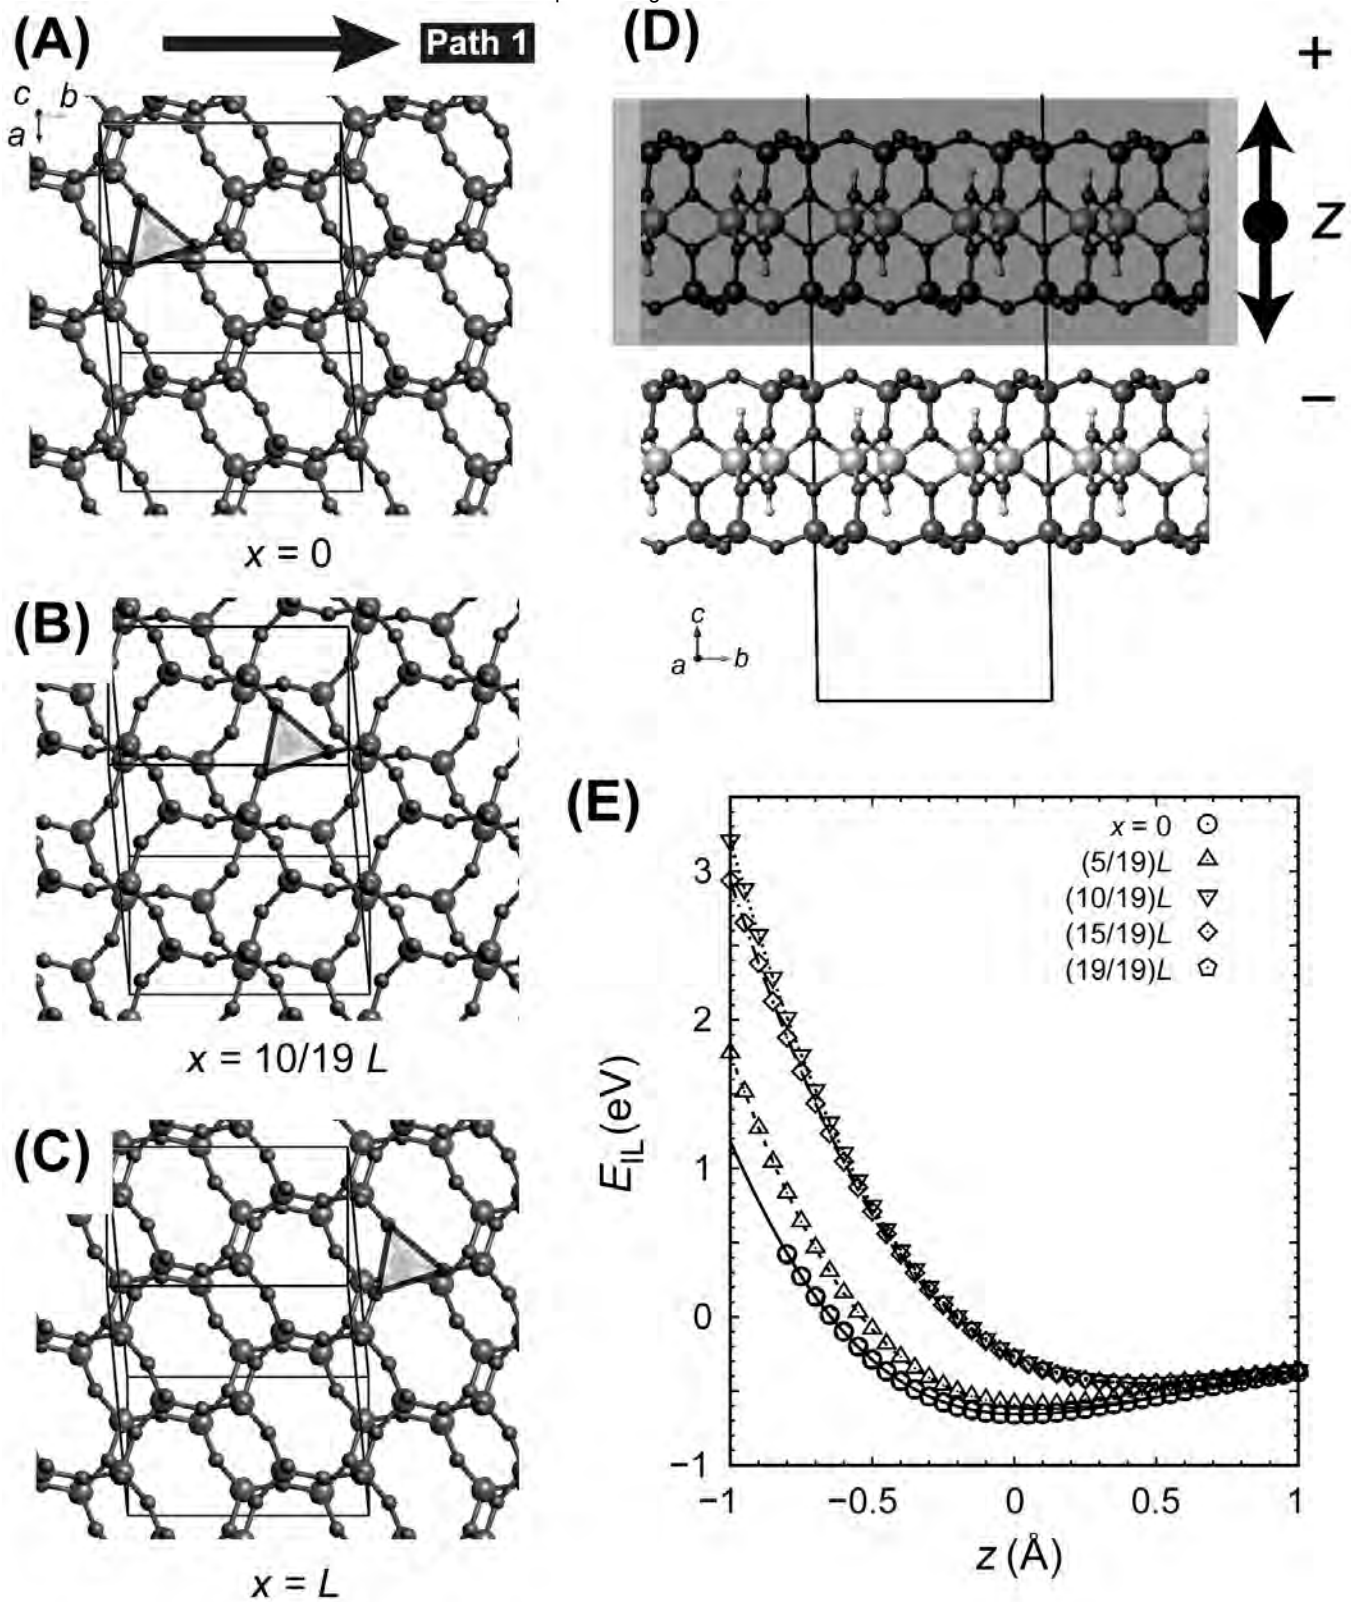 (A)
Path 1
c
b
a
x = 0
(B)
x = 10/19 L
(C)
x = L
(D)
+
z
−
c
a
b
(E)
x = 0
(5/19)L
(10/19)L
(15/19)L
(19/19)L
3
2
1
0
−1
E_IL (eV)
−1
−0.5
0
0.5
1
z (Å)